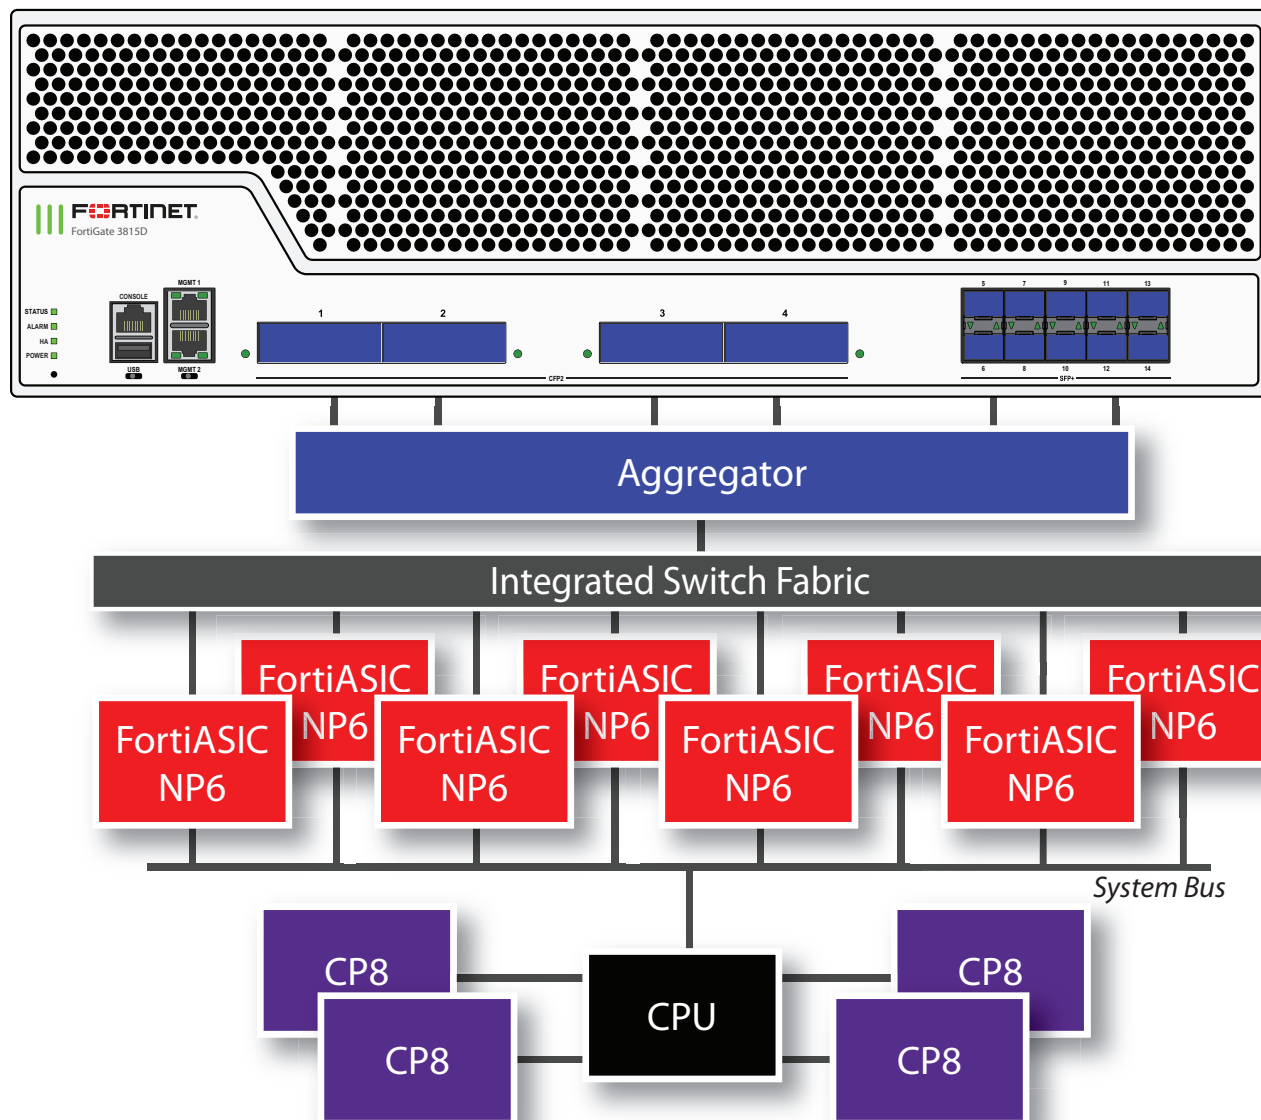 FORTINET
FortiGate 3815D
STATUS
ALARM
HA
POWER
CONSOLE
USB
MGMT 1
MGMT 2
1
2
3
4
CFP2
5 7 9 11 13
6 8 10 12 14
SFP+
Aggregator
Integrated Switch Fabric
FortiASIC
NP6
FortiASIC
NP6
FortiASIC
NP6
FortiASIC
NP6
FortiASIC
NP6
FortiASIC
NP6
FortiASIC
NP6
FortiASIC
NP6
System Bus
CP8
CP8
CPU
CP8
CP8